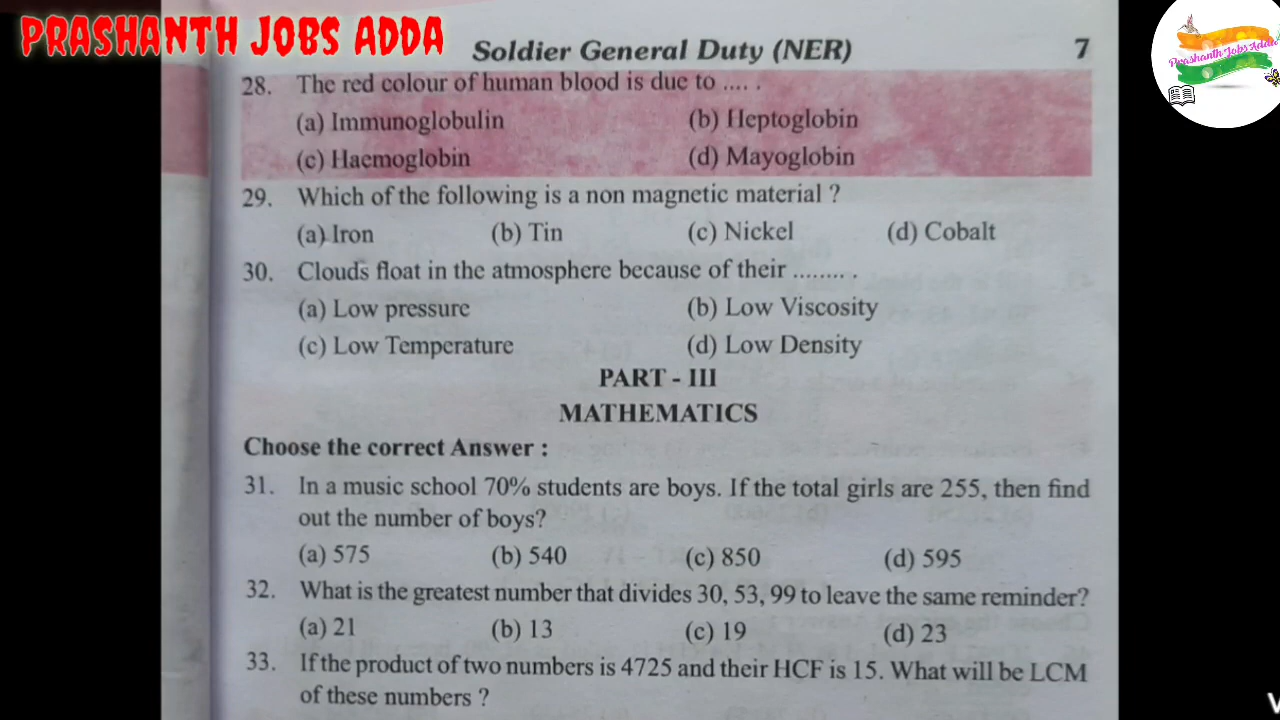 PRASHANTH JOBS ADDA
Prashanth Jobs Adda
Soldier General Duty (NER) 7
28. The red colour of human blood is due to .... .
(a) Immunoglobulin (b) Heptoglobin
(c) Haemoglobin (d) Mayoglobin
29. Which of the following is a non magnetic material ?
(a) Iron (b) Tin (c) Nickel (d) Cobalt
30. Clouds float in the atmosphere because of their ........ .
(a) Low pressure (b) Low Viscosity
(c) Low Temperature (d) Low Density
PART - III
MATHEMATICS
Choose the correct Answer :
31. In a music school 70% students are boys. If the total girls are 255, then find
out the number of boys?
(a) 575 (b) 540 (c) 850 (d) 595
32. What is the greatest number that divides 30, 53, 99 to leave the same reminder?
(a) 21 (b) 13 (c) 19 (d) 23
33. If the product of two numbers is 4725 and their HCF is 15. What will be LCM
of these numbers ?